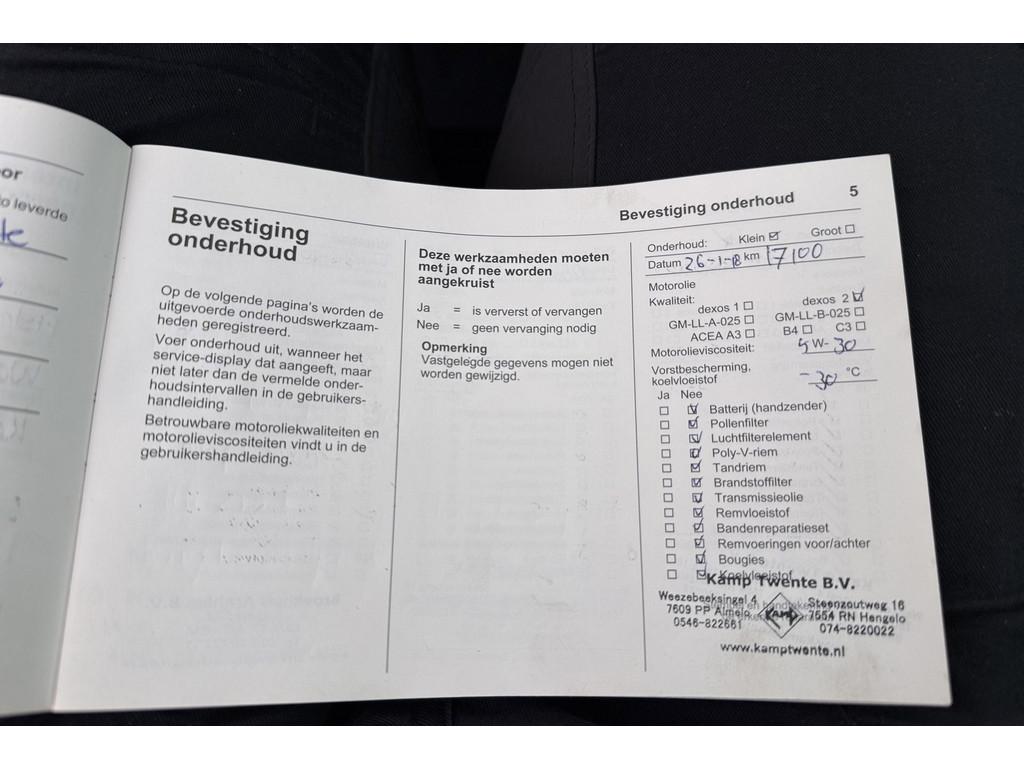 or
o leverde
Bevestiging onderhoud
5
Bevestiging
onderhoud
Op de volgende pagina's worden de
uitgevoerde onderhoudswerkzaam-
heden geregistreerd.
Voer onderhoud uit, wanneer het
service-display dat aangeeft, maar
niet later dan de vermelde onder-
houdsintervallen in de gebruikers-
handleiding.
Betrouwbare motoroliekwaliteiten en
motorolieviscositeiten vindt u in de
gebruikershandleiding.
Deze werkzaamheden moeten
met ja of nee worden
aangekruist
Ja = is ververst of vervangen
Nee = geen vervanging nodig
Opmerking
Vastgelegde gegevens mogen niet
worden gewijzigd.
Onderhoud: Klein ☑ Groot ☐
Datum 26-1-18 km 17100
Motorolie
Kwaliteit:
dexos 1 ☐ dexos 2 ☑
GM-LL-A-025 ☐ GM-LL-B-025 ☐
ACEA A3 ☐ B4 ☐ C3 ☐
Motorolieviscositeit: 5W-30
Vorstbescherming,
koelvloeistof -30 °C
Ja Nee
☐ ☑ Batterij (handzender)
☐ ☑ Pollenfilter
☐ ☑ Luchtfilterelement
☐ ☑ Poly-V-riem
☐ ☑ Tandriem
☐ ☑ Brandstoffilter
☐ ☑ Transmissieolie
☐ ☑ Remvloeistof
☐ ☑ Bandenreparatieset
☐ ☑ Remvoeringen voor/achter
☐ ☑ Bougies
☐ ☑ Koelvloeistof
Kamp Twente B.V.
Weezebeeksingel 4 Steenzoutweg 16
7609 PP Almelo KAMP 7554 RN Hengelo
0546-822661 074-8220022
www.kamptwente.nl